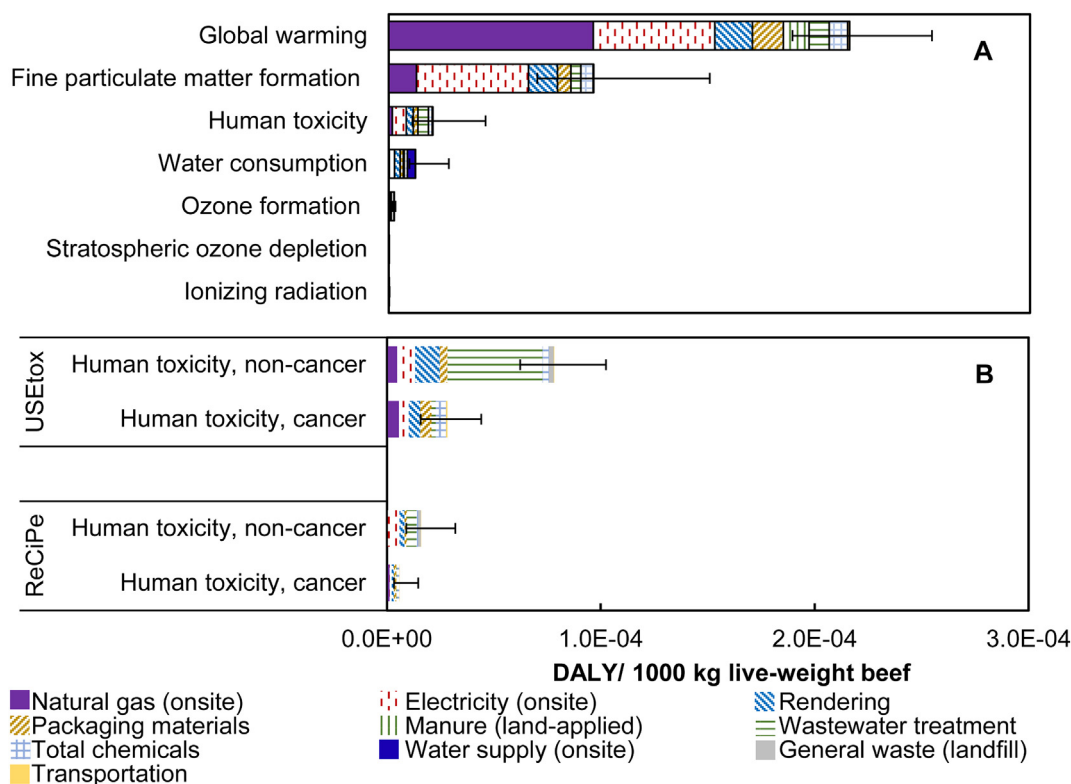 Global warming
A
Fine particulate matter formation
Human toxicity
Water consumption
Ozone formation
Stratospheric ozone depletion
Ionizing radiation
USEtox
Human toxicity, non-cancer
B
Human toxicity, cancer
ReCiPe
Human toxicity, non-cancer
Human toxicity, cancer
0.0E+00 1.0E-04 2.0E-04 3.0E-04
DALY/ 1000 kg live-weight beef
Natural gas (onsite) Electricity (onsite) Rendering
Packaging materials Manure (land-applied) Wastewater treatment
Total chemicals Water supply (onsite) General waste (landfill)
Transportation